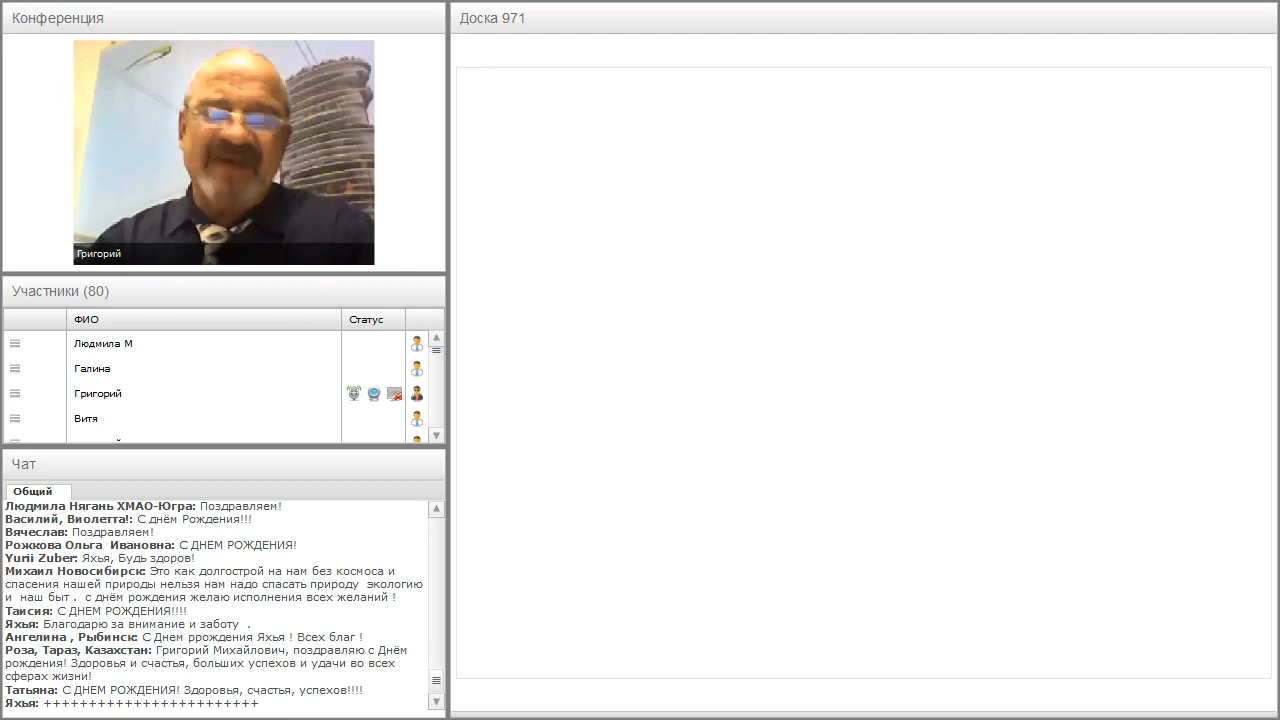 Конференция
Григорий
Участники (80)
ФИО Статус
Людмила М
Галина
Григорий
Витя
Чат
Общий
Людмила Нягань ХМАО-Югра: Поздравляем!
Василий, Виолетта!: С днём Рождения!!!
Вячеслав: Поздравляем!
Рожкова Ольга Ивановна: С ДНЕМ РОЖДЕНИЯ!
Yurii Zuber: Яхья, Будь здоров!
Михаил Новосибирск: Это как долгострой на нам без космоса и
спасения нашей природы нельзя нам надо спасать природу экологию
и наш быт . с днём рождения желаю исполнения всех желаний !
Таисия: С ДНЕМ РОЖДЕНИЯ!!!!
Яхья: Благодарю за внимание и заботу .
Ангелина , Рыбинск: С Днем ррождения Яхья ! Всех благ !
Роза, Тараз, Казахстан: Григорий Михайлович, поздравляю с Днём
рождения! Здоровья и счастья, больших успехов и удачи во всех
сферах жизни!
Татьяна: С ДНЕМ РОЖДЕНИЯ! Здоровья, счастья, успехов!!!!
Яхья: ++++++++++++++++++++++++
Доска 971